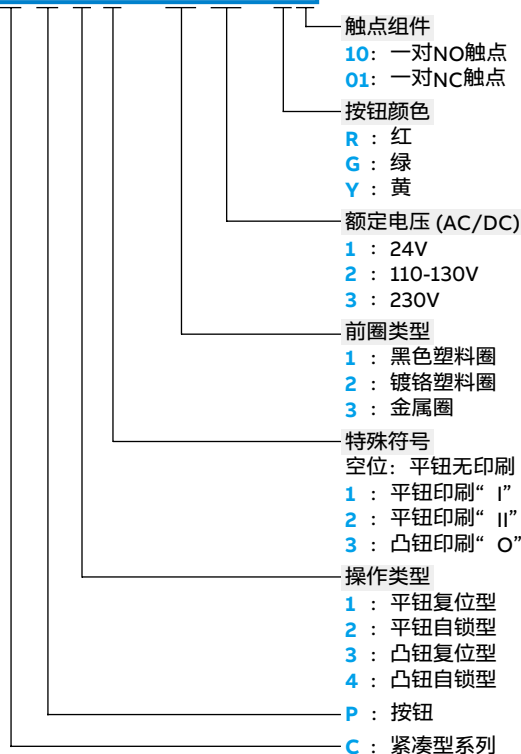 触点组件
10：一对NO触点
01：一对NC触点
按钮颜色
R：红
G：绿
Y：黄
额定电压 (AC/DC)
1：24V
2：110-130V
3：230V
前圈类型
1：黑色塑料圈
2：镀铬塑料圈
3：金属圈
特殊符号
空位：平钮无印刷
1：平钮印刷“ I”
2：平钮印刷“ II”
3：凸钮印刷“ O”
操作类型
1：平钮复位型
2：平钮自锁型
3：凸钮复位型
4：凸钮自锁型
P：按钮
C：紧凑型系列